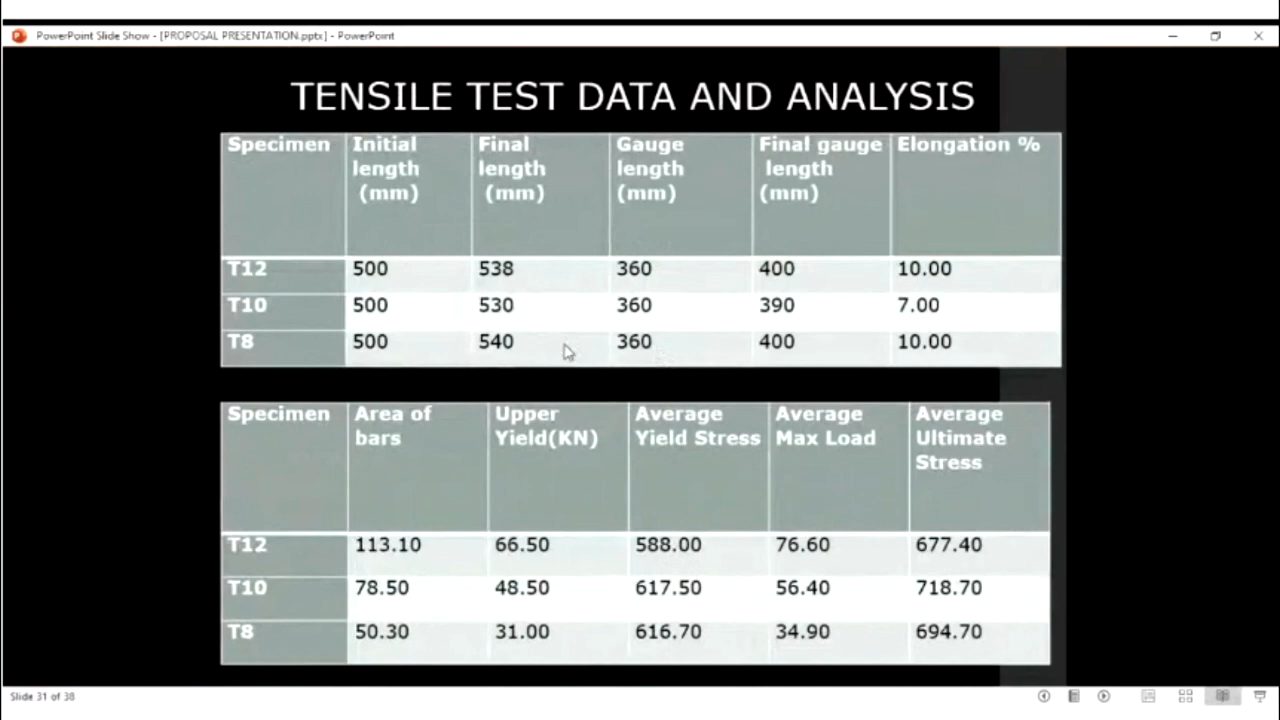 PowerPoint Slide Show - [PROPOSAL PRESENTATION.pptx] - PowerPoint
TENSILE TEST DATA AND ANALYSIS
Specimen Initial length (mm) Final length (mm) Gauge length (mm) Final gauge length (mm) Elongation %
T12 500 538 360 400 10.00
T10 500 530 360 390 7.00
T8 500 540 360 400 10.00
Specimen Area of bars Upper Yield(KN) Average Yield Stress Average Max Load Average Ultimate Stress
T12 113.10 66.50 588.00 76.60 677.40
T10 78.50 48.50 617.50 56.40 718.70
T8 50.30 31.00 616.70 34.90 694.70
Slide 31 of 38